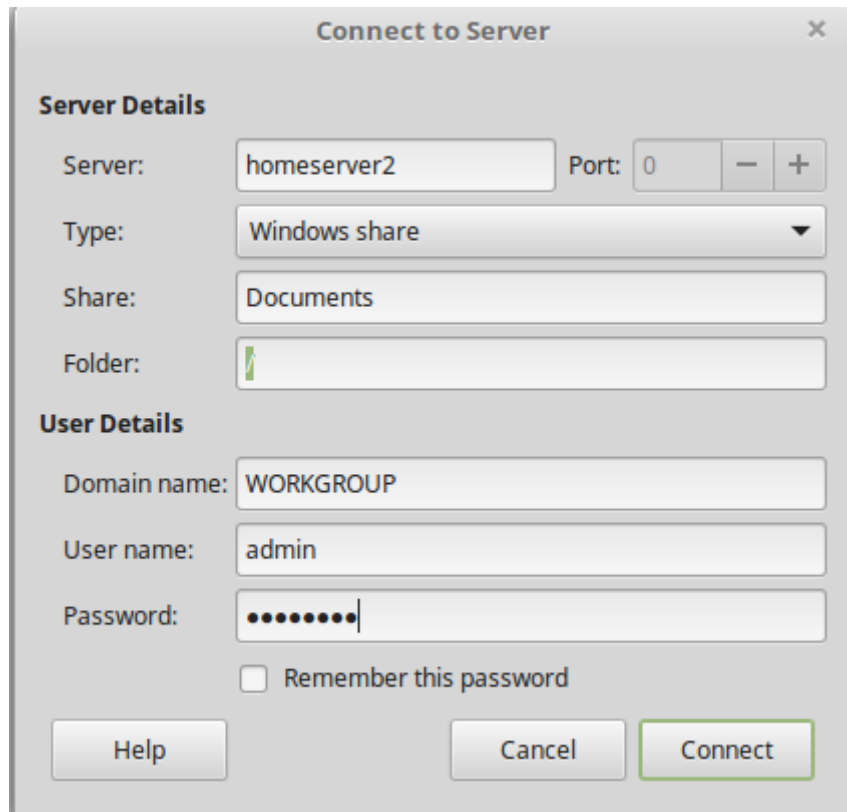 Connect to Server ×
Server Details
Server: homeserver2 Port: 0 − +
Type: Windows share
Share: Documents
Folder: /
User Details
Domain name: WORKGROUP
User name: admin
Password: ••••••••
Remember this password
Help Cancel Connect